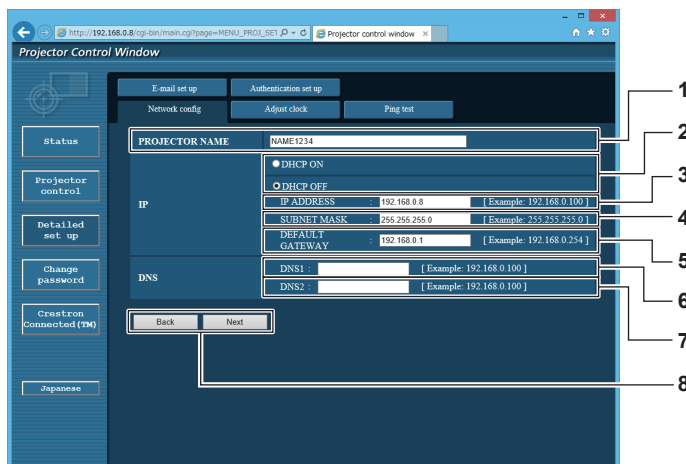 http://192.168.0.8/cgi-bin/main.cgi?page=MENU_PROJ_SET
Projector control window ×
Projector Control Window
E-mail set up Authentication set up
Network config Adjust clock Ping test
Status
Projector control
Detailed set up
Change password
Crestron Connected(TM)
Japanese
PROJECTOR NAME NAME1234
IP
DHCP ON
DHCP OFF
IP ADDRESS : 192.168.0.8 [ Example: 192.168.0.100 ]
SUBNET MASK : 255.255.255.0 [ Example: 255.255.255.0 ]
DEFAULT GATEWAY : 192.168.0.1 [ Example: 192.168.0.254 ]
DNS
DNS1 : [ Example: 192.168.0.100 ]
DNS2 : [ Example: 192.168.0.100 ]
Back Next
1
2
3
4
5
6
7
8